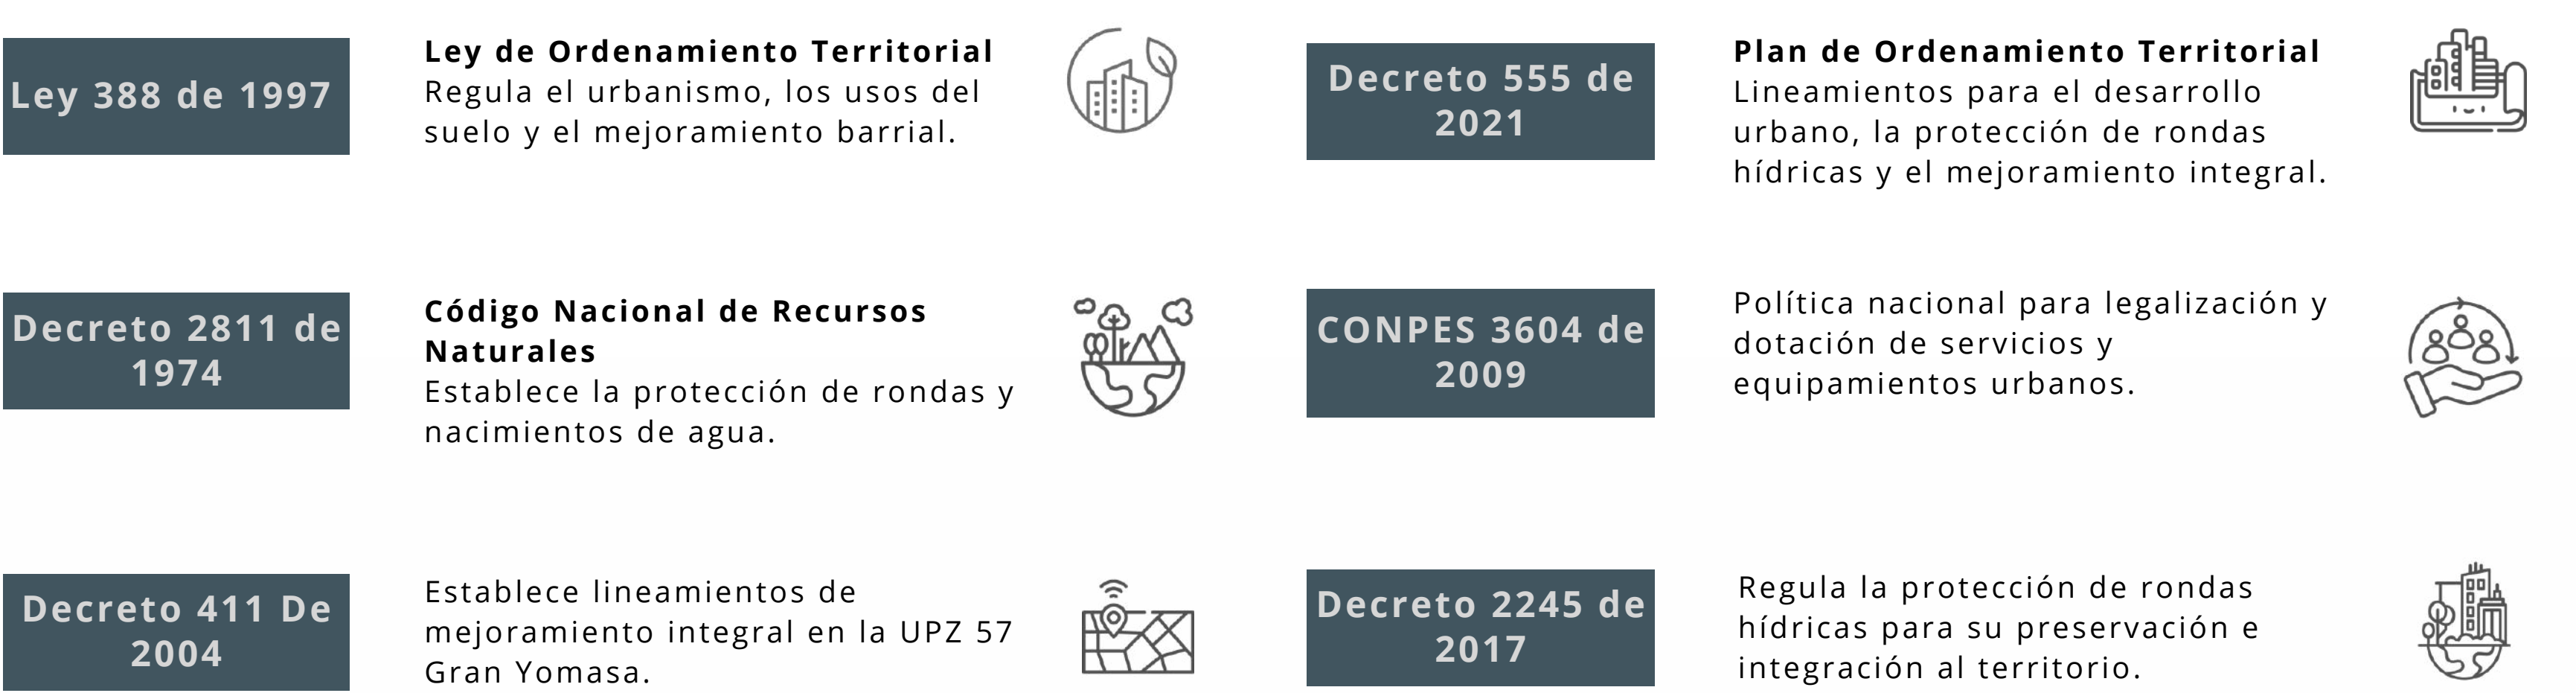 Ley 388 de 1997
Ley de Ordenamiento Territorial
Regula el urbanismo, los usos del
suelo y el mejoramiento barrial.
Decreto 555 de
2021
Plan de Ordenamiento Territorial
Lineamientos para el desarrollo
urbano, la protección de rondas
hídricas y el mejoramiento integral.
Decreto 2811 de
1974
Código Nacional de Recursos
Naturales
Establece la protección de rondas y
nacimientos de agua.
CONPES 3604 de
2009
Política nacional para legalización y
dotación de servicios y
equipamientos urbanos.
Decreto 411 De
2004
Establece lineamientos de
mejoramiento integral en la UPZ 57
Gran Yomasa.
Decreto 2245 de
2017
Regula la protección de rondas
hídricas para su preservación e
integración al territorio.